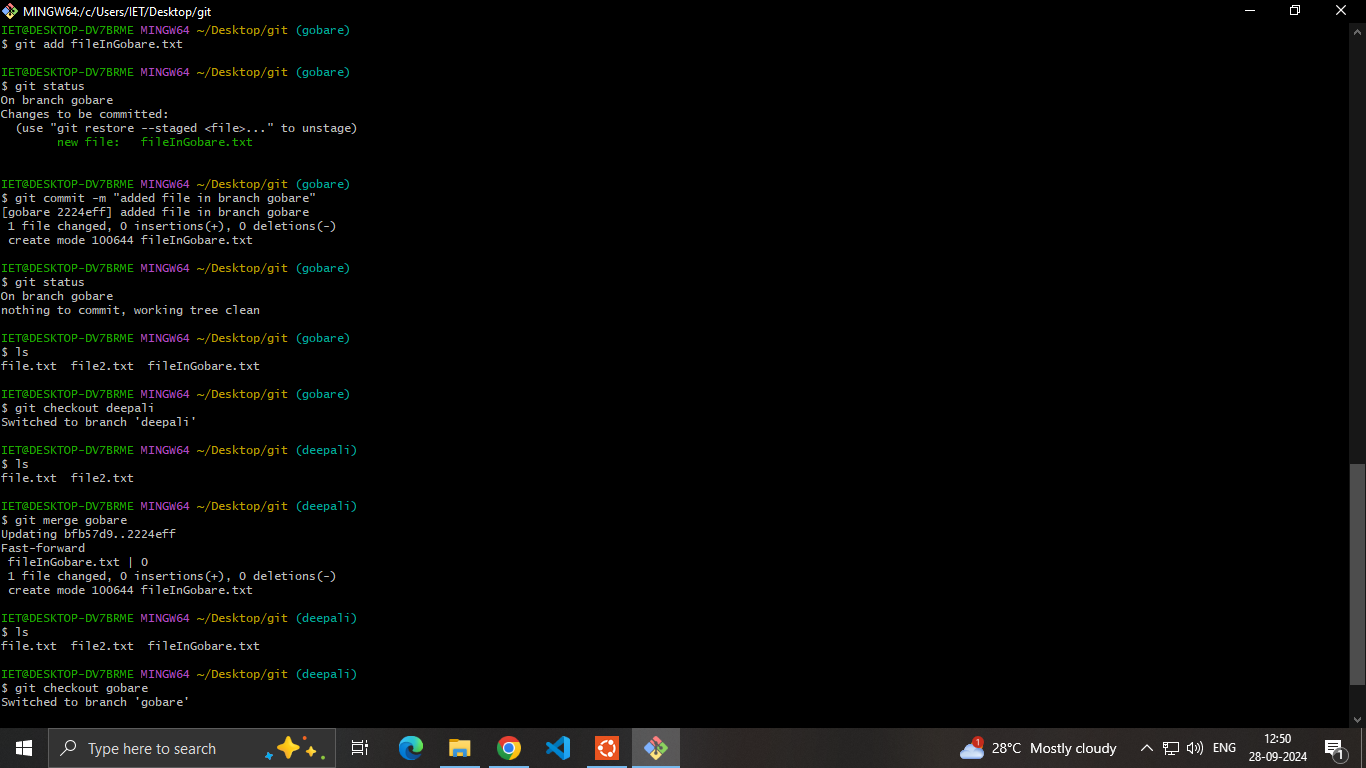 MINGW64:/c/Users/IET/Desktop/git
IET@DESKTOP-DV7BRME MINGW64 ~/Desktop/git (gobare)
$ git add fileInGobare.txt
IET@DESKTOP-DV7BRME MINGW64 ~/Desktop/git (gobare)
$ git status
On branch gobare
Changes to be committed:
  (use "git restore --staged <file>..." to unstage)
        new file:   fileInGobare.txt
IET@DESKTOP-DV7BRME MINGW64 ~/Desktop/git (gobare)
$ git commit -m "added file in branch gobare"
[gobare 2224eff] added file in branch gobare
 1 file changed, 0 insertions(+), 0 deletions(-)
 create mode 100644 fileInGobare.txt
IET@DESKTOP-DV7BRME MINGW64 ~/Desktop/git (gobare)
$ git status
On branch gobare
nothing to commit, working tree clean
IET@DESKTOP-DV7BRME MINGW64 ~/Desktop/git (gobare)
$ ls
file.txt  file2.txt  fileInGobare.txt
IET@DESKTOP-DV7BRME MINGW64 ~/Desktop/git (gobare)
$ git checkout deepali
Switched to branch 'deepali'
IET@DESKTOP-DV7BRME MINGW64 ~/Desktop/git (deepali)
$ ls
file.txt  file2.txt
IET@DESKTOP-DV7BRME MINGW64 ~/Desktop/git (deepali)
$ git merge gobare
Updating bfb57d9..2224eff
Fast-forward
 fileInGobare.txt | 0
 1 file changed, 0 insertions(+), 0 deletions(-)
 create mode 100644 fileInGobare.txt
IET@DESKTOP-DV7BRME MINGW64 ~/Desktop/git (deepali)
$ ls
file.txt  file2.txt  fileInGobare.txt
IET@DESKTOP-DV7BRME MINGW64 ~/Desktop/git (deepali)
$ git checkout gobare
Switched to branch 'gobare'
Type here to search
1
28°C Mostly cloudy
ENG
12:50
28-09-2024
1